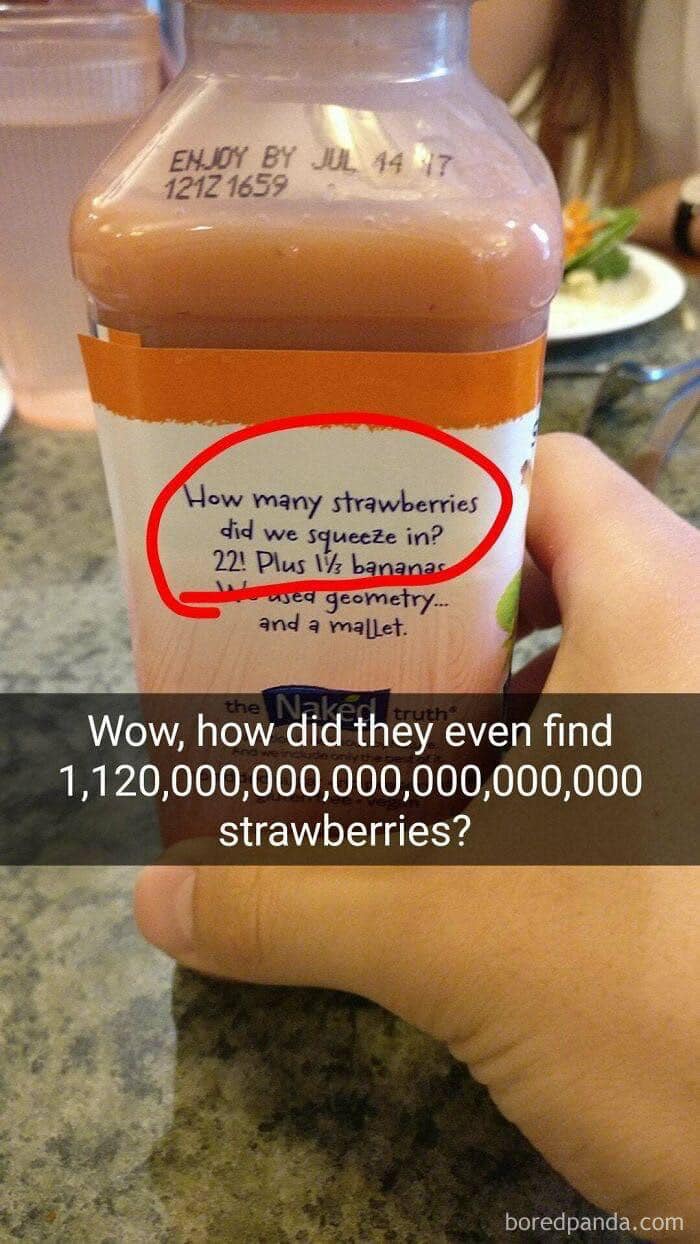 ENJOY BY JUL 14 17
121Z 1659
How many strawberries
did we squeeze in?
22! Plus 1⅓ bananas
We used geometry...
and a mallet.
the Naked truth®
Wow, how did they even find
1,120,000,000,000,000,000,000
strawberries?
boredpanda.com